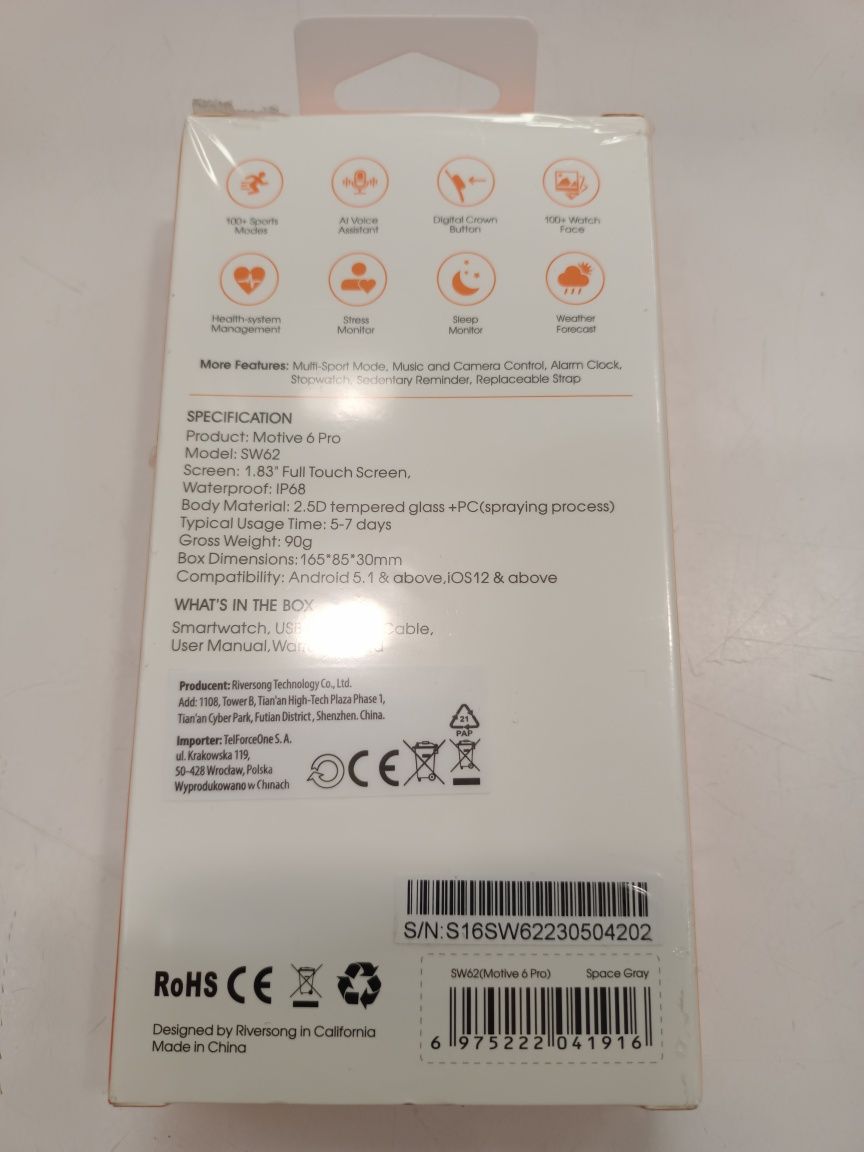 100+ Sports Modes
AI Voice Assistant
Digital Crown Button
100+ Watch Face
Health-system Management
Stress Monitor
Sleep Monitor
Weather Forecast
More Features: Multi-Sport Mode, Music and Camera Control, Alarm Clock,
Stopwatch, Sedentary Reminder, Replaceable Strap
SPECIFICATION
Product: Motive 6 Pro
Model: SW62
Screen: 1.83" Full Touch Screen,
Waterproof: IP68
Body Material: 2.5D tempered glass +PC(spraying process)
Typical Usage Time: 5-7 days
Gross Weight: 90g
Box Dimensions:165*85*30mm
Compatibility: Android 5.1 & above,iOS12 & above
WHAT'S IN THE BOX
Smartwatch, Cable,
User Manual,
Producent: Riversong Technology Co., Ltd.
Add: 1108, Tower B, Tian'an High-Tech Plaza Phase 1,
Tian'an Cyber Park, Futian District , Shenzhen. China.
Importer: TelForceOne S. A.
ul. Krakowska 119,
50-428 Wrocław, Polska
Wyprodukowano w Chinach
CE
21
PAP
S/N:S16SW62230504202
SW62(Motive 6 Pro) Space Gray
6 975222 041916
RoHS CE
Designed by Riversong in California
Made in China